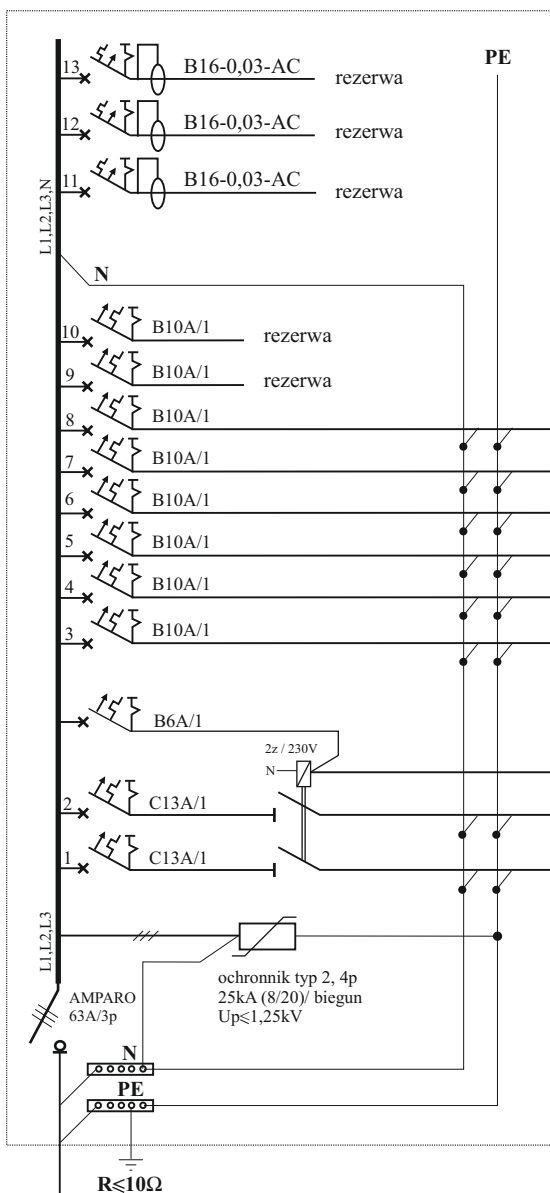 PE
13
B16-0,03-AC
rezerwa
12
B16-0,03-AC
rezerwa
11
B16-0,03-AC
rezerwa
L1,L2,L3,N
N
10
B10A/1
rezerwa
9
B10A/1
rezerwa
8
B10A/1
7
B10A/1
6
B10A/1
5
B10A/1
4
B10A/1
3
B10A/1
B6A/1
2z / 230V
N
2
C13A/1
1
C13A/1
L1,L2,L3
ochronnik typ 2, 4p
25kA (8/20)/ biegun
Up⩽1,25kV
AMPARO
63A/3p
N
PE
R⩽10Ω